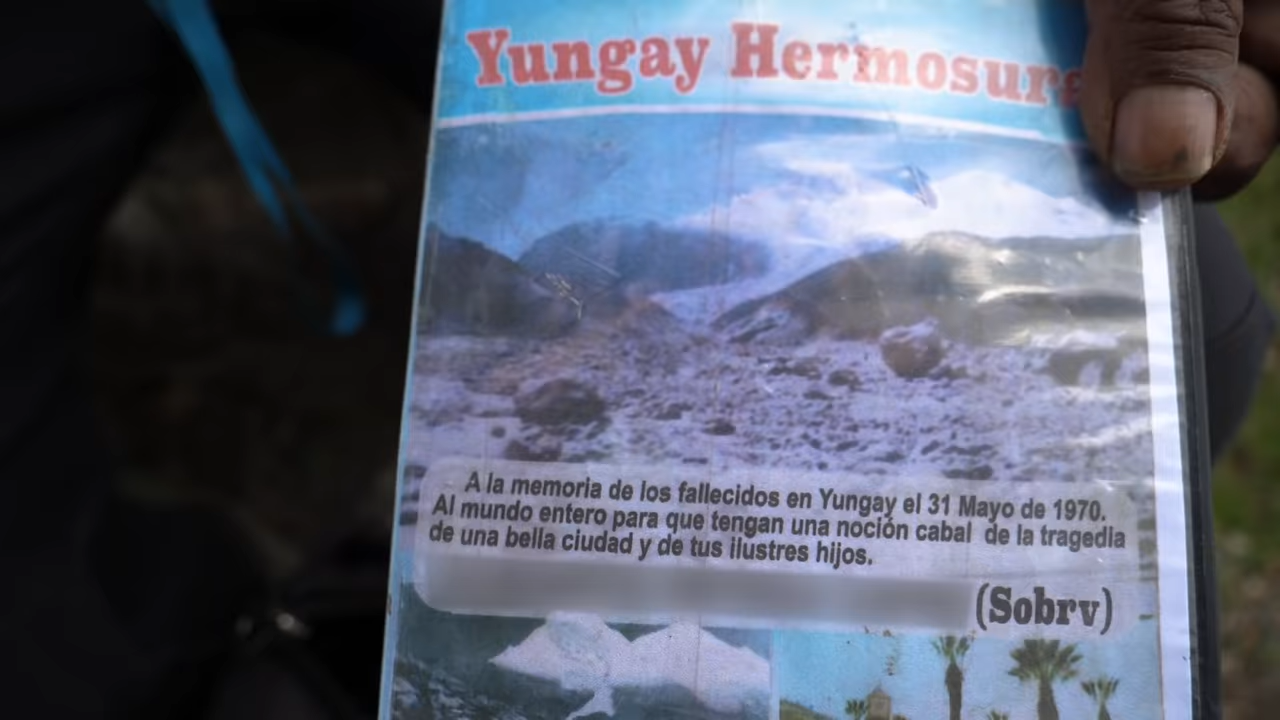 Yungay Hermosura
A la memoria de los fallecidos en Yungay el 31 Mayo de 1970.
Al mundo entero para que tengan una noción cabal de la tragedia
de una bella ciudad y de tus ilustres hijos.
(Sobrv)